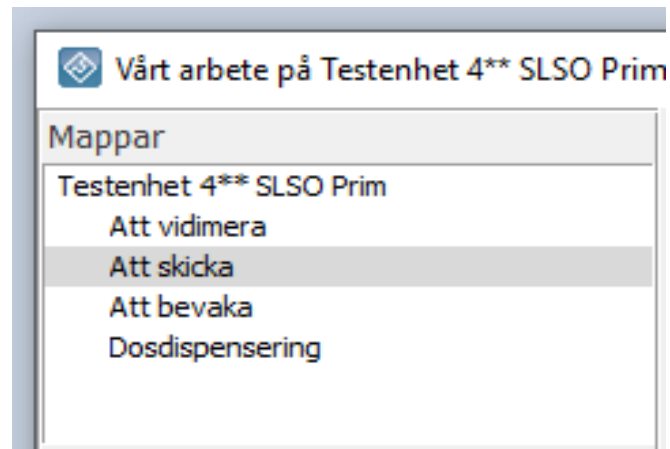 Vårt arbete på Testenhet 4** SLSO Prim
Mappar
Testenhet 4** SLSO Prim
Att vidimera
Att skicka
Att bevaka
Dosdispensering